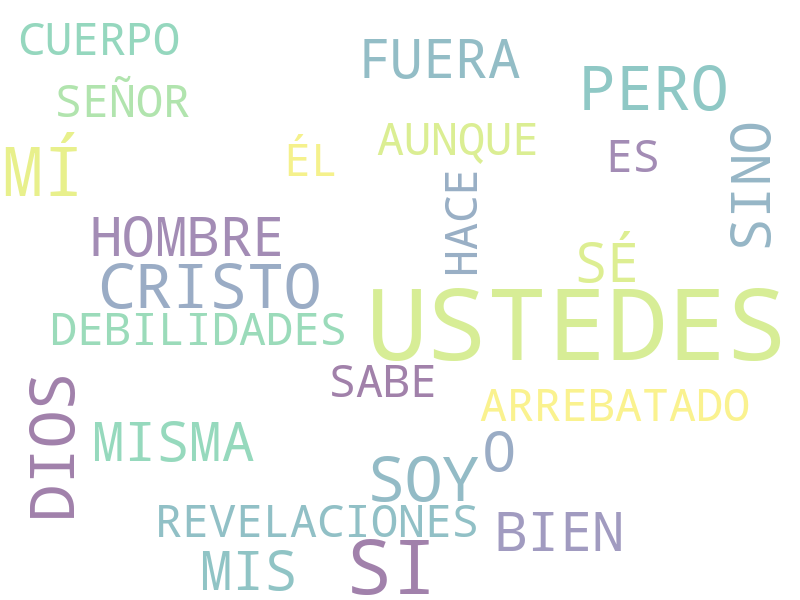 CUERPO
FUERA
PERO
SEÑOR
AUNQUE
SINO
MÍ
ÉL
ES
HACE
HOMBRE
SÉ
CRISTO
USTEDES
DEBILIDADES
SABE
DIOS
ARREBATADO
MISMA
O
SOY
REVELACIONES
BIEN
SI
MIS